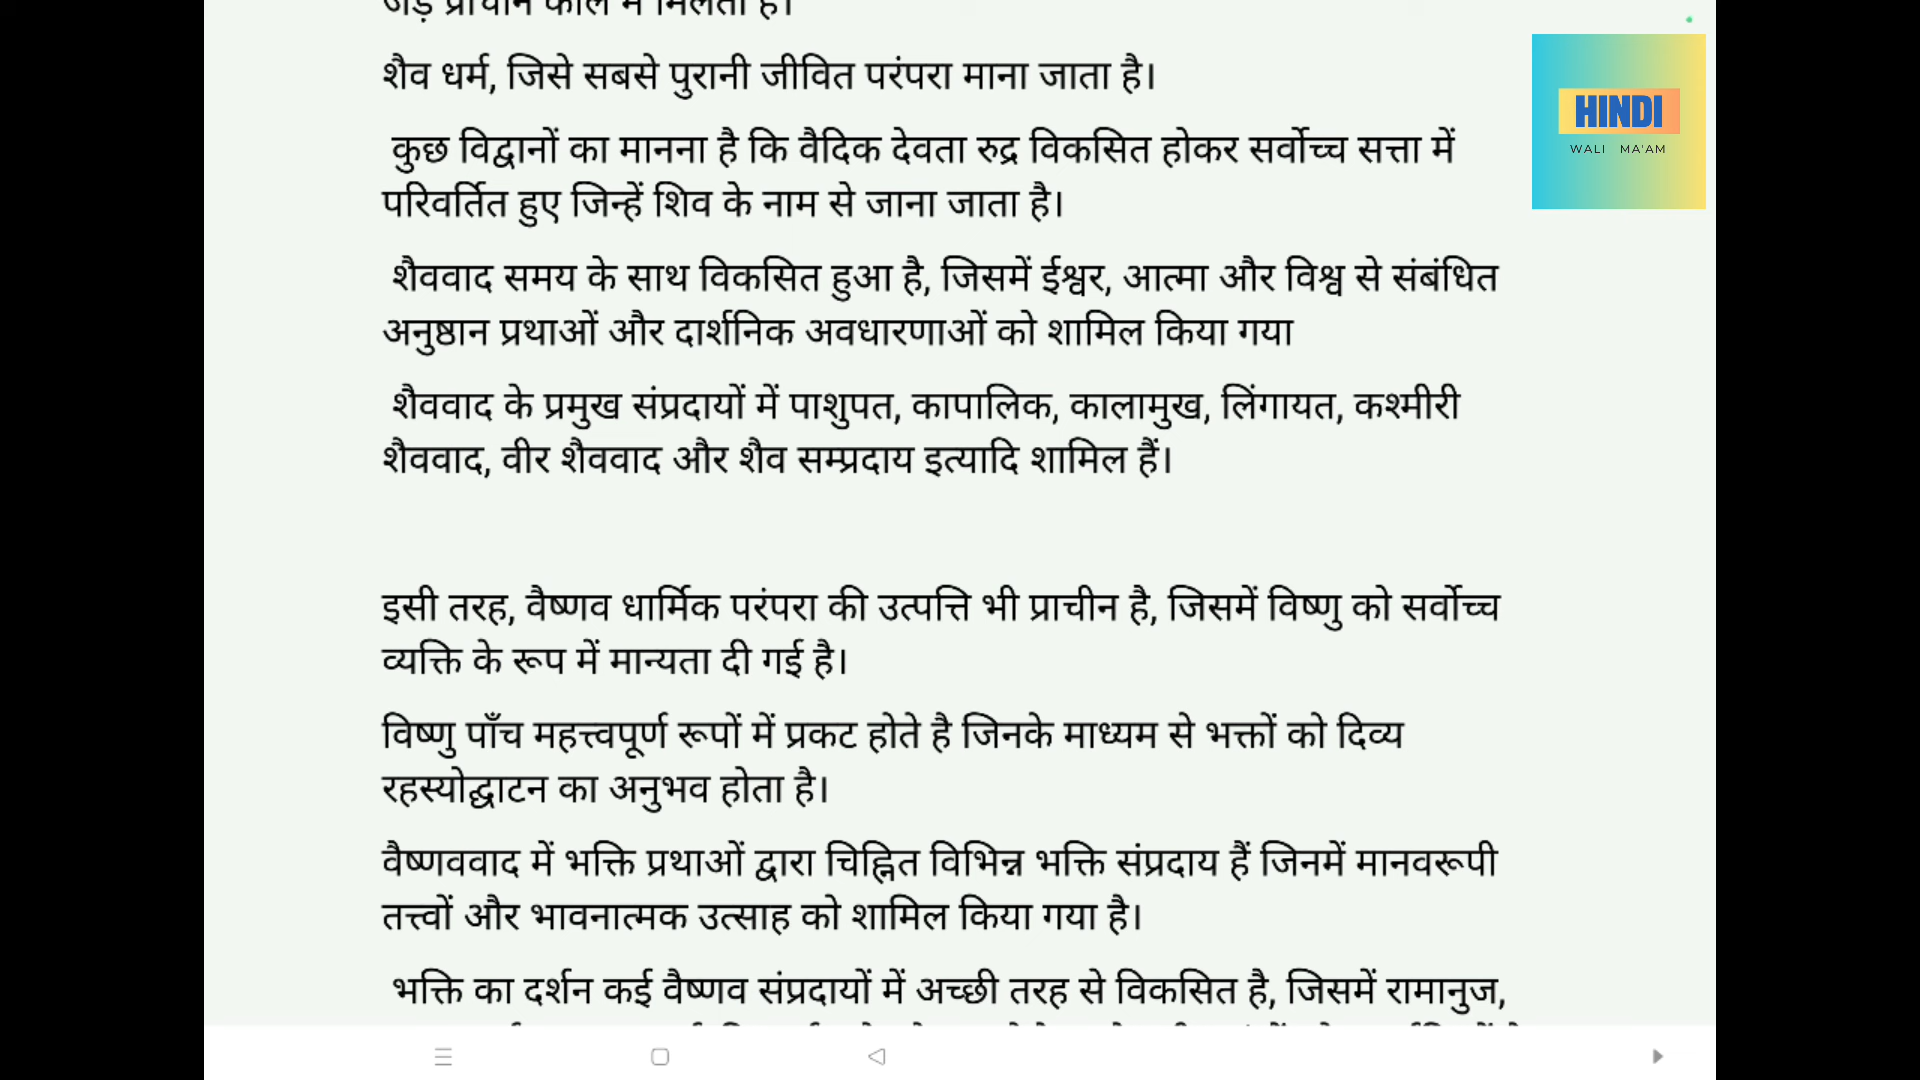 जड़ प्राचीन काल में मिलती है।
शैव धर्म, जिसे सबसे पुरानी जीवित परंपरा माना जाता है।
HINDI
WALI MA'AM
कुछ विद्वानों का मानना है कि वैदिक देवता रुद्र विकसित होकर सर्वोच्च सत्ता में
परिवर्तित हुए जिन्हें शिव के नाम से जाना जाता है।
शैववाद समय के साथ विकसित हुआ है, जिसमें ईश्वर, आत्मा और विश्व से संबंधित
अनुष्ठान प्रथाओं और दार्शनिक अवधारणाओं को शामिल किया गया
शैववाद के प्रमुख संप्रदायों में पाशुपत, कापालिक, कालामुख, लिंगायत, कश्मीरी
शैववाद, वीर शैववाद और शैव सम्प्रदाय इत्यादि शामिल हैं।
इसी तरह, वैष्णव धार्मिक परंपरा की उत्पत्ति भी प्राचीन है, जिसमें विष्णु को सर्वोच्च
व्यक्ति के रूप में मान्यता दी गई है।
विष्णु पाँच महत्त्वपूर्ण रूपों में प्रकट होते है जिनके माध्यम से भक्तों को दिव्य
रहस्योद्घाटन का अनुभव होता है।
वैष्णववाद में भक्ति प्रथाओं द्वारा चिह्नित विभिन्न भक्ति संप्रदाय हैं जिनमें मानवरूपी
तत्त्वों और भावनात्मक उत्साह को शामिल किया गया है।
भक्ति का दर्शन कई वैष्णव संप्रदायों में अच्छी तरह से विकसित है, जिसमें रामानुज,